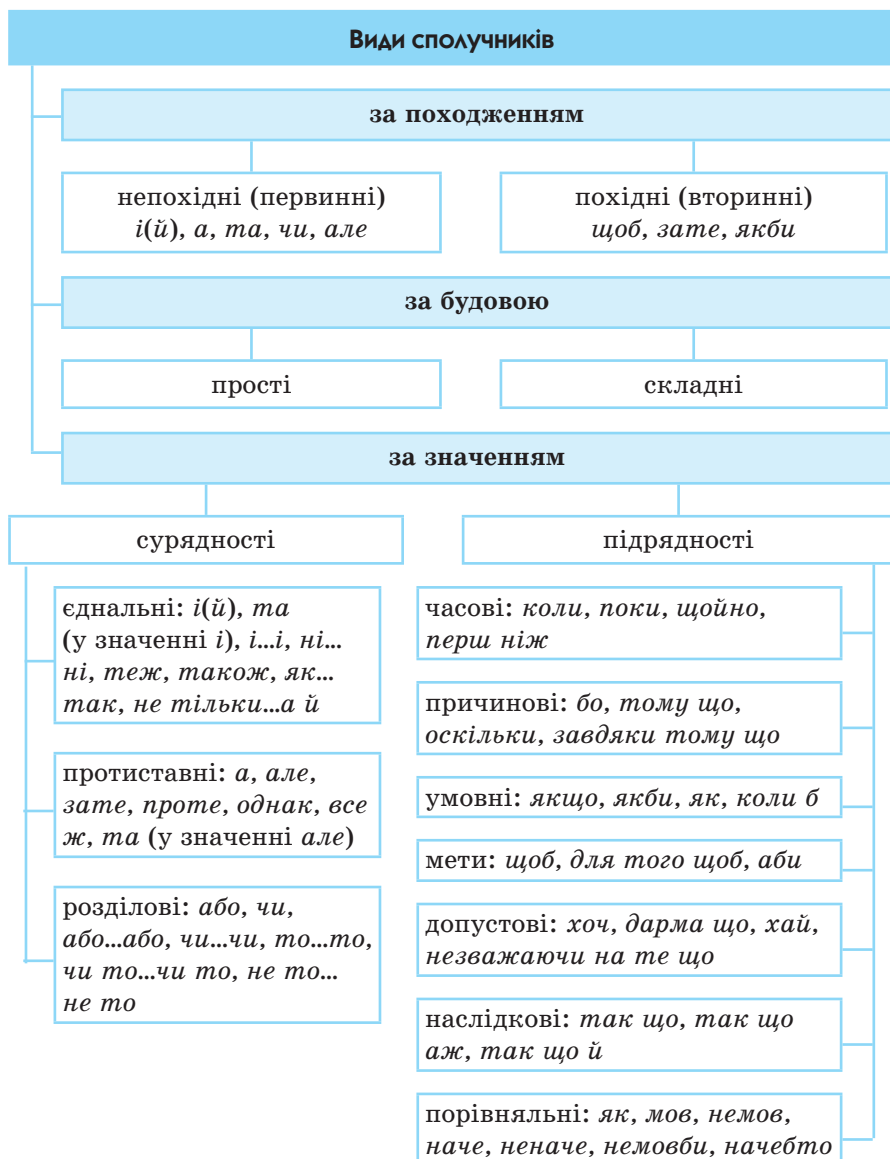 Види сполучників
за походженням
непохідні (первинні)
і(й), а, та, чи, але
похідні (вторинні)
щоб, зате, якби
за будовою
прості
складні
за значенням
сурядності
підрядності
єднальні: і(й), та
(у значенні і), і...і, ні...
ні, теж, також, як...
так, не тільки...а й
протиставні: а, але,
зате, проте, однак, все
ж, та (у значенні але)
розділові: або, чи,
або...або, чи...чи, то...то,
чи то...чи то, не то...
не то
часові: коли, поки, щойно,
перш ніж
причинові: бо, тому що,
оскільки, завдяки тому що
умовні: якщо, якби, як, коли б
мети: щоб, для того щоб, аби
допустові: хоч, дарма що, хай,
незважаючи на те що
наслідкові: так що, так що
аж, так що й
порівняльні: як, мов, немов,
наче, неначе, немовби, начебто